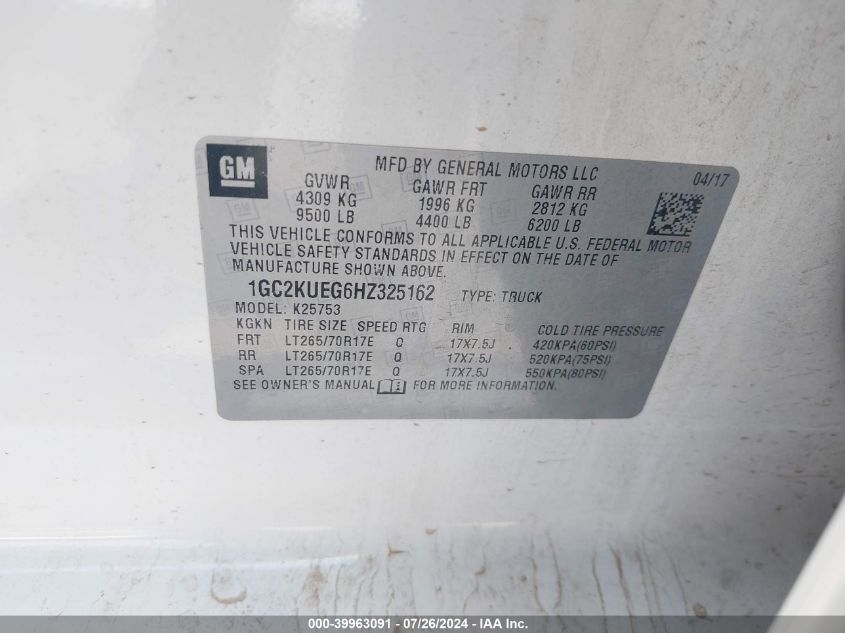 GM
MFD BY GENERAL MOTORS LLC
04/17
GVWR GAWR FRT GAWR RR
4309 KG 1996 KG 2812 KG
9500 LB 4400 LB 6200 LB
THIS VEHICLE CONFORMS TO ALL APPLICABLE U.S. FEDERAL MOTOR
VEHICLE SAFETY STANDARDS IN EFFECT ON THE DATE OF
MANUFACTURE SHOWN ABOVE.
1GC2KUEG6HZ325162 TYPE: TRUCK
MODEL: K25753
KGKN TIRE SIZE SPEED RTG RIM COLD TIRE PRESSURE
FRT LT265/70R17E Q 17X7.5J 420KPA(60PSI)
RR LT265/70R17E Q 17X7.5J 520KPA(75PSI)
SPA LT265/70R17E Q 17X7.5J 550KPA(80PSI)
SEE OWNER'S MANUAL FOR MORE INFORMATION.
000-39963091 - 07/26/2024 - IAA Inc.